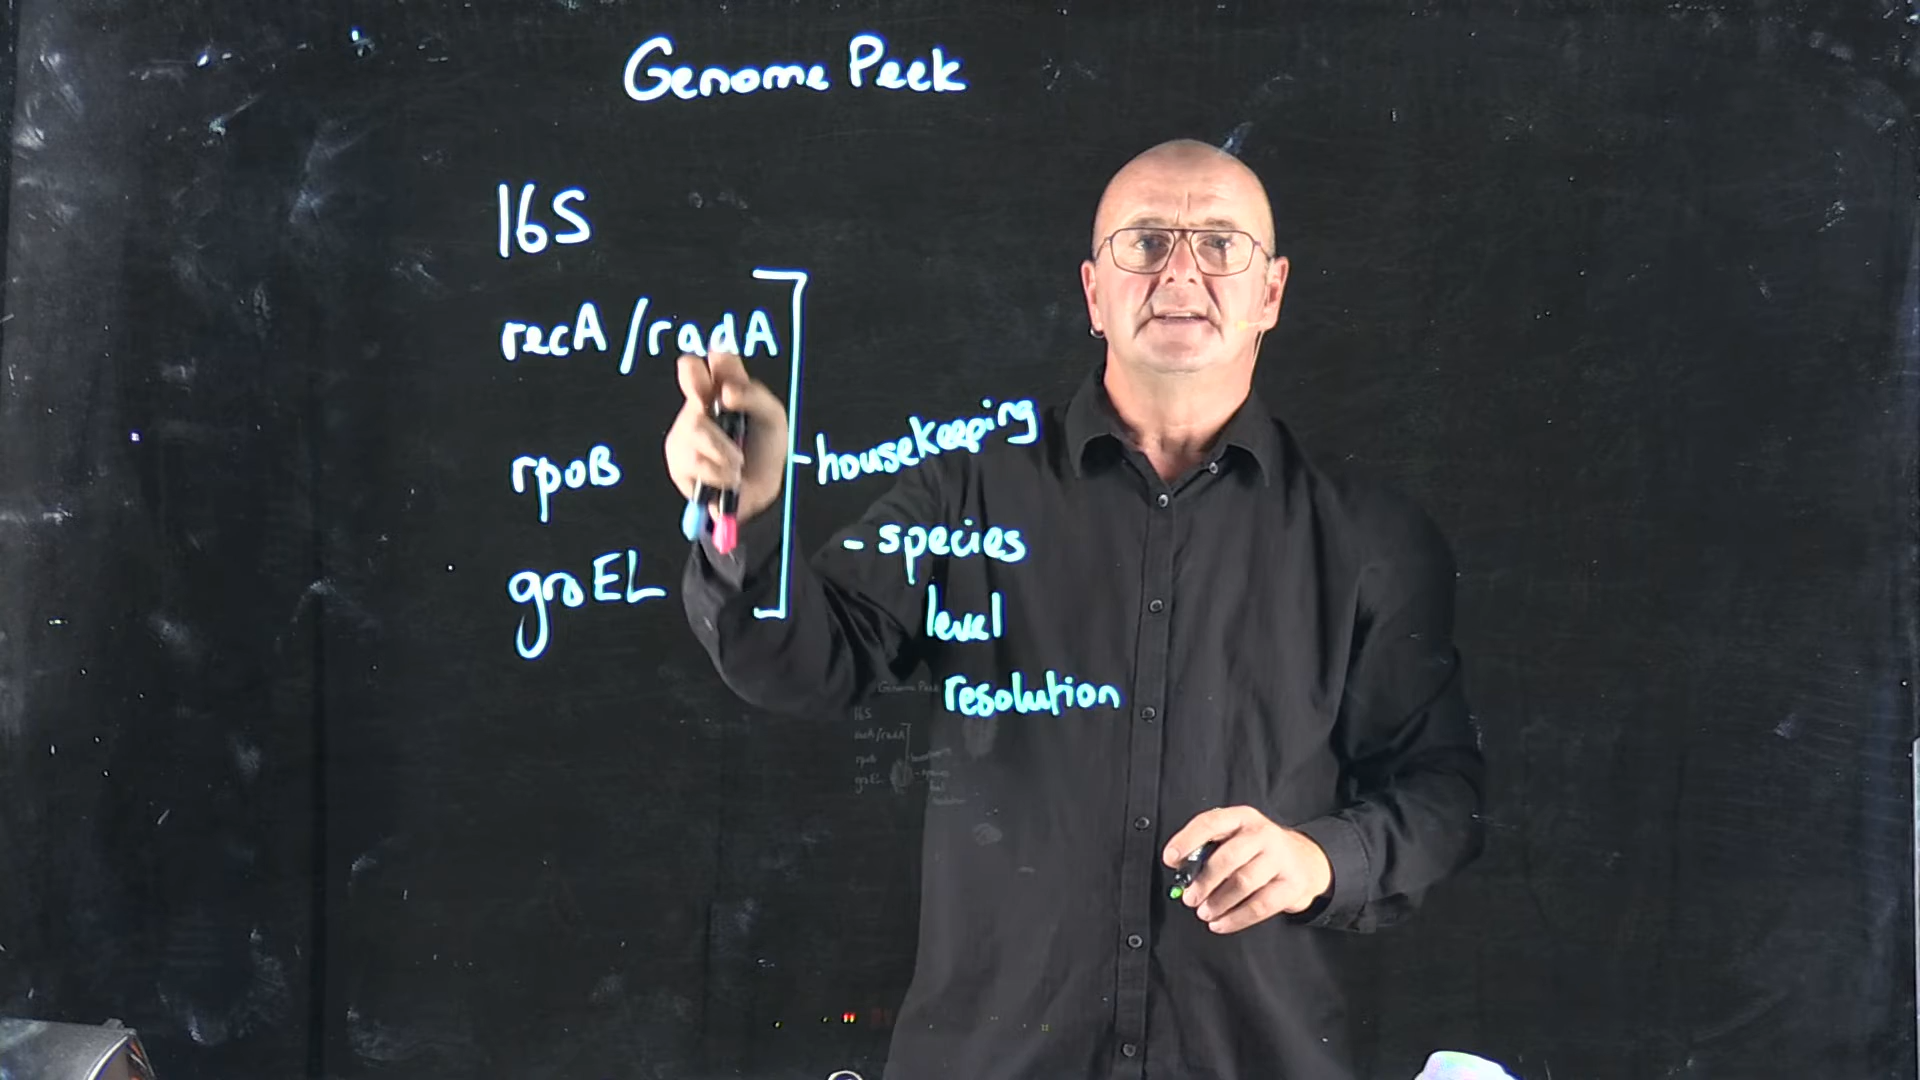 Genome Peek
16S
recA/radA
rpoB
groEL
housekeeping
- species
level
resolution